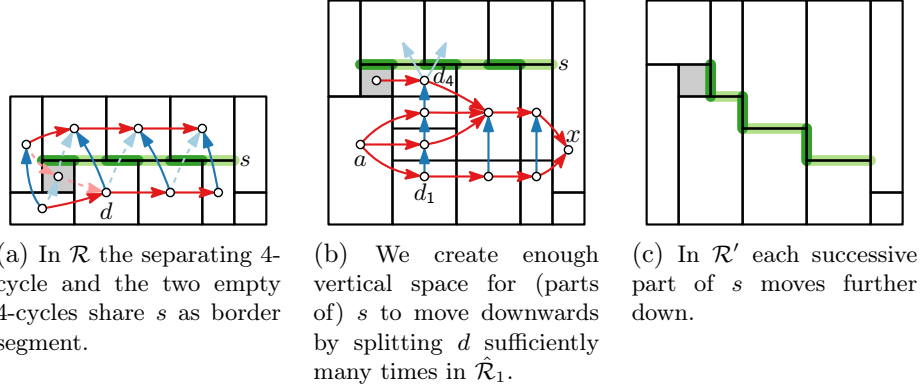 s
d
s
d₄
a
x
d₁
(a) In R the separating 4-
cycle and the two empty
4-cycles share s as border
segment.
(b) We create enough
vertical space for (parts
of) s to move downwards
by splitting d sufficiently
many times in R̂₁.
(c) In R′ each successive
part of s moves further
down.